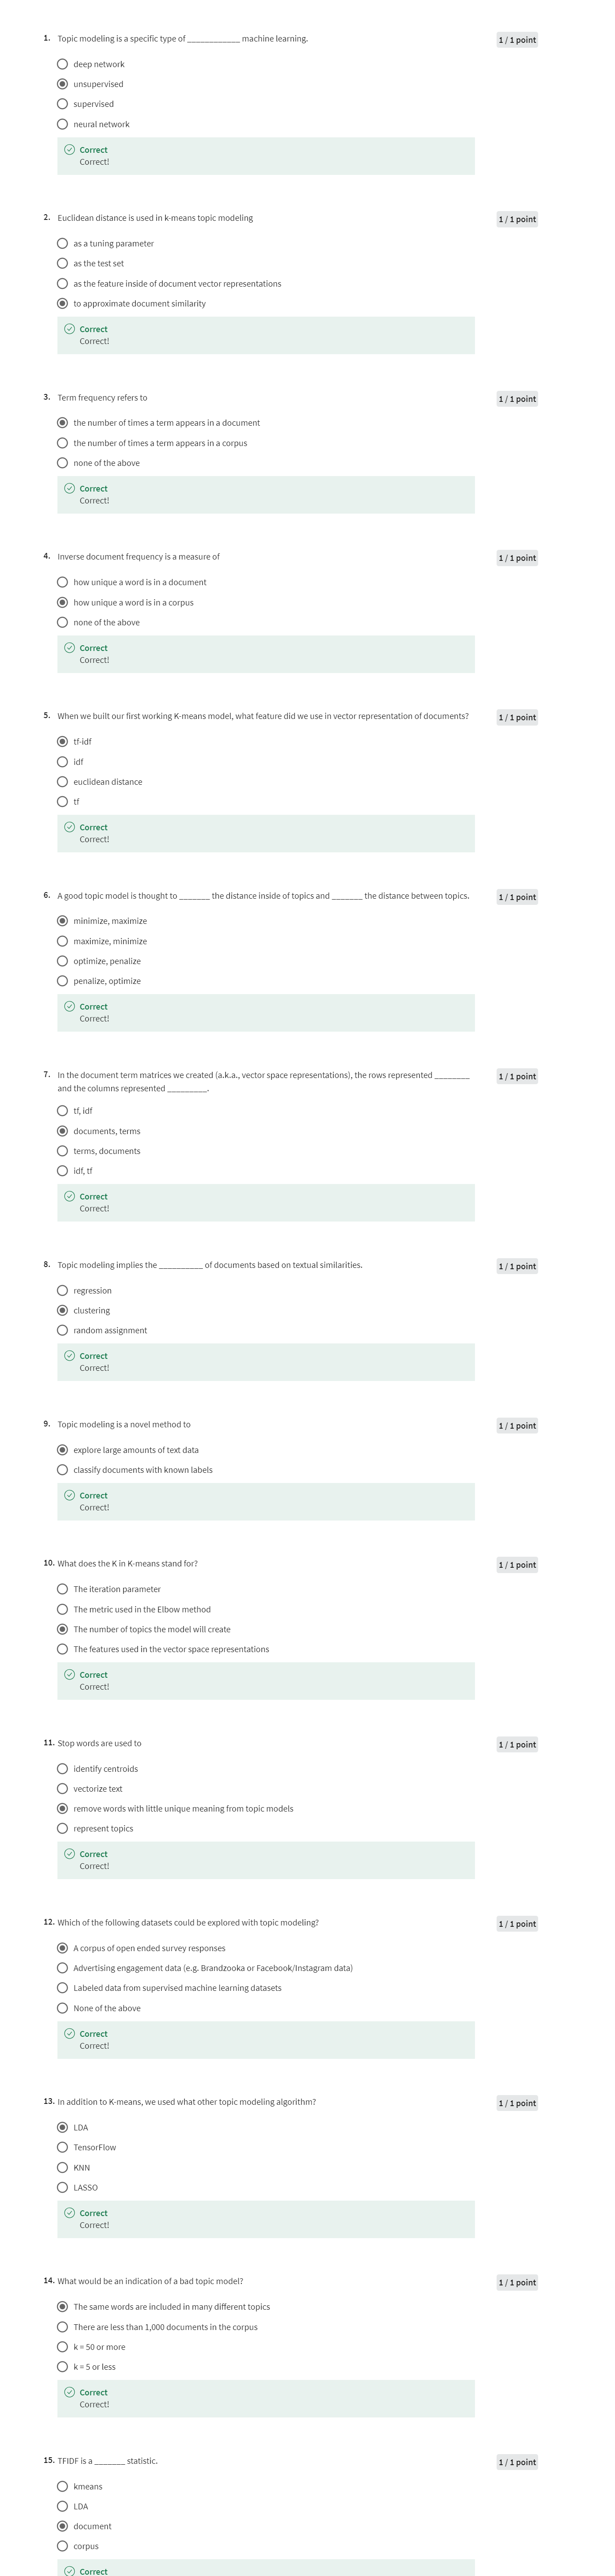 1. Topic modeling is a specific type of ____________ machine learning.
1 / 1 point
deep network
unsupervised
supervised
neural network
Correct
Correct!
2. Euclidean distance is used in k-means topic modeling
1 / 1 point
as a tuning parameter
as the test set
as the feature inside of document vector representations
to approximate document similarity
Correct
Correct!
3. Term frequency refers to
1 / 1 point
the number of times a term appears in a document
the number of times a term appears in a corpus
none of the above
Correct
Correct!
4. Inverse document frequency is a measure of
1 / 1 point
how unique a word is in a document
how unique a word is in a corpus
none of the above
Correct
Correct!
5. When we built our first working K-means model, what feature did we use in vector representation of documents?
1 / 1 point
tf-idf
idf
euclidean distance
tf
Correct
Correct!
6. A good topic model is thought to _______ the distance inside of topics and _______ the distance between topics.
1 / 1 point
minimize, maximize
maximize, minimize
optimize, penalize
penalize, optimize
Correct
Correct!
7. In the document term matrices we created (a.k.a., vector space representations), the rows represented ________
and the columns represented _________.
1 / 1 point
tf, idf
documents, terms
terms, documents
idf, tf
Correct
Correct!
8. Topic modeling implies the __________ of documents based on textual similarities.
1 / 1 point
regression
clustering
random assignment
Correct
Correct!
9. Topic modeling is a novel method to
1 / 1 point
explore large amounts of text data
classify documents with known labels
Correct
Correct!
10. What does the K in K-means stand for?
1 / 1 point
The iteration parameter
The metric used in the Elbow method
The number of topics the model will create
The features used in the vector space representations
Correct
Correct!
11. Stop words are used to
1 / 1 point
identify centroids
vectorize text
remove words with little unique meaning from topic models
represent topics
Correct
Correct!
12. Which of the following datasets could be explored with topic modeling?
1 / 1 point
A corpus of open ended survey responses
Advertising engagement data (e.g. Brandzooka or Facebook/Instagram data)
Labeled data from supervised machine learning datasets
None of the above
Correct
Correct!
13. In addition to K-means, we used what other topic modeling algorithm?
1 / 1 point
LDA
TensorFlow
KNN
LASSO
Correct
Correct!
14. What would be an indication of a bad topic model?
1 / 1 point
The same words are included in many different topics
There are less than 1,000 documents in the corpus
k = 50 or more
k = 5 or less
Correct
Correct!
15. TFIDF is a _______ statistic.
1 / 1 point
kmeans
LDA
document
corpus
Correct